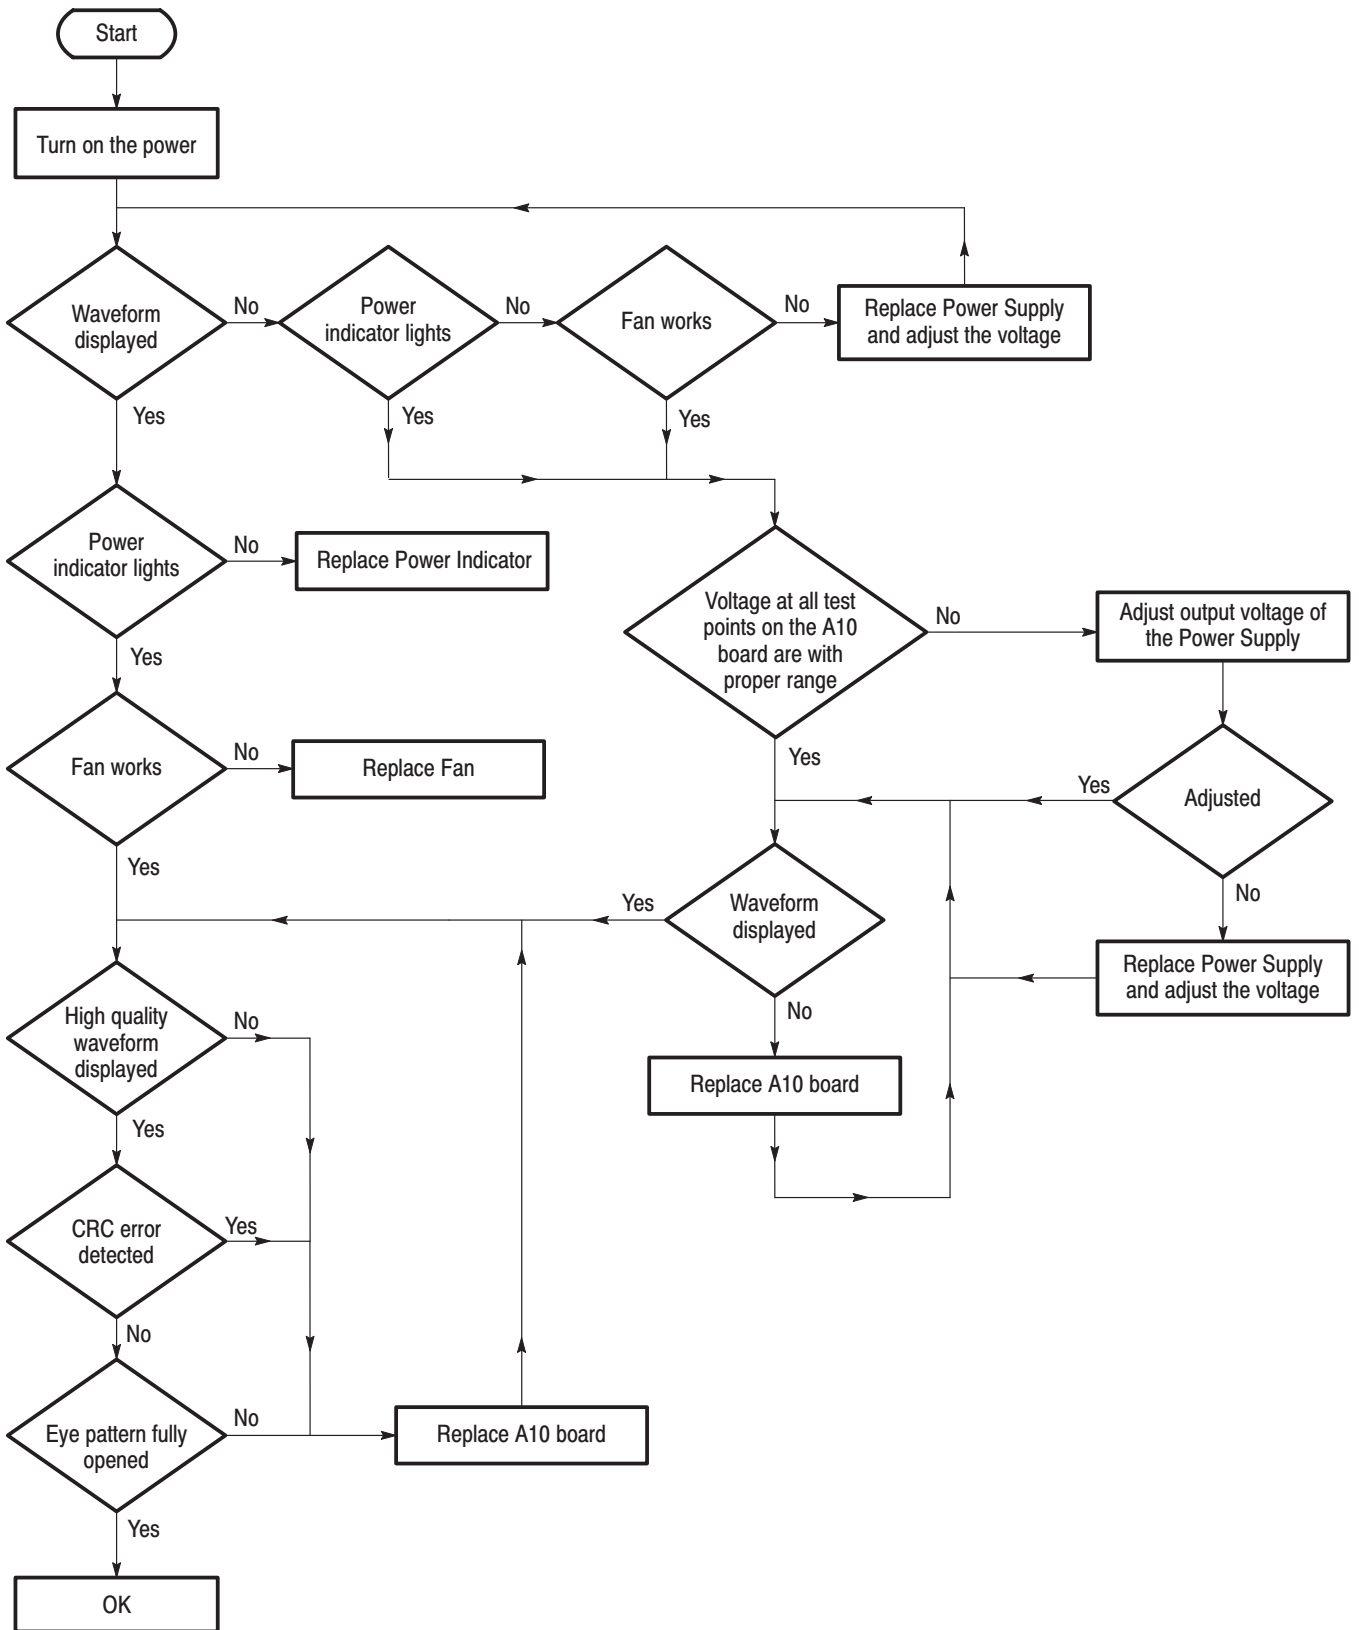 Start
Turn on the power
Waveform
displayed
No
Power
indicator lights
No
Fan works
No
Replace Power Supply
and adjust the voltage
Yes
Yes
Yes
Power
indicator lights
No
Replace Power Indicator
Voltage at all test
points on the A10
board are with
proper range
No
Adjust output voltage of
the Power Supply
Yes
Fan works
No
Replace Fan
Yes
Yes
Adjusted
Yes
Yes
Waveform
displayed
No
Replace Power Supply
and adjust the voltage
High quality
waveform
displayed
No
No
Replace A10 board
Yes
CRC error
detected
Yes
No
Eye pattern fully
opened
No
Replace A10 board
Yes
OK